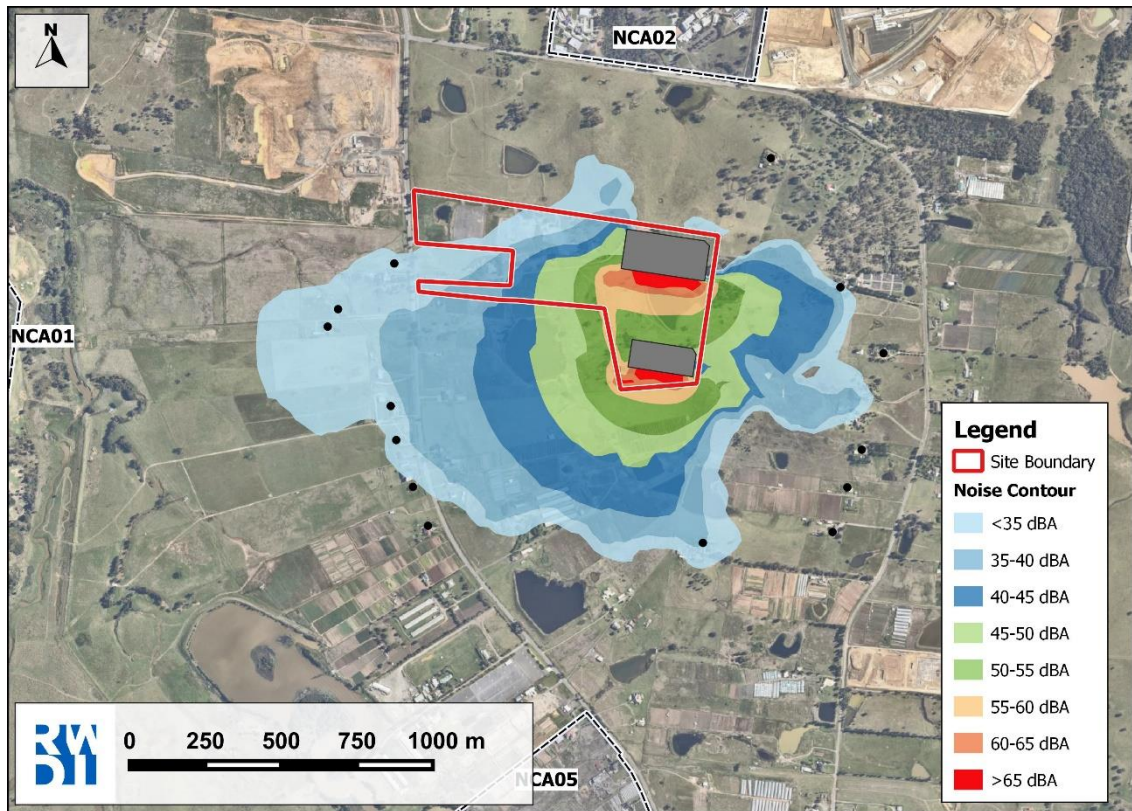 N
NCA02
NCA01
Legend
Site Boundary
Noise Contour
<35 dBA
35-40 dBA
40-45 dBA
45-50 dBA
50-55 dBA
55-60 dBA
60-65 dBA
>65 dBA
RWDI
0 250 500 750 1000 m
NCA05